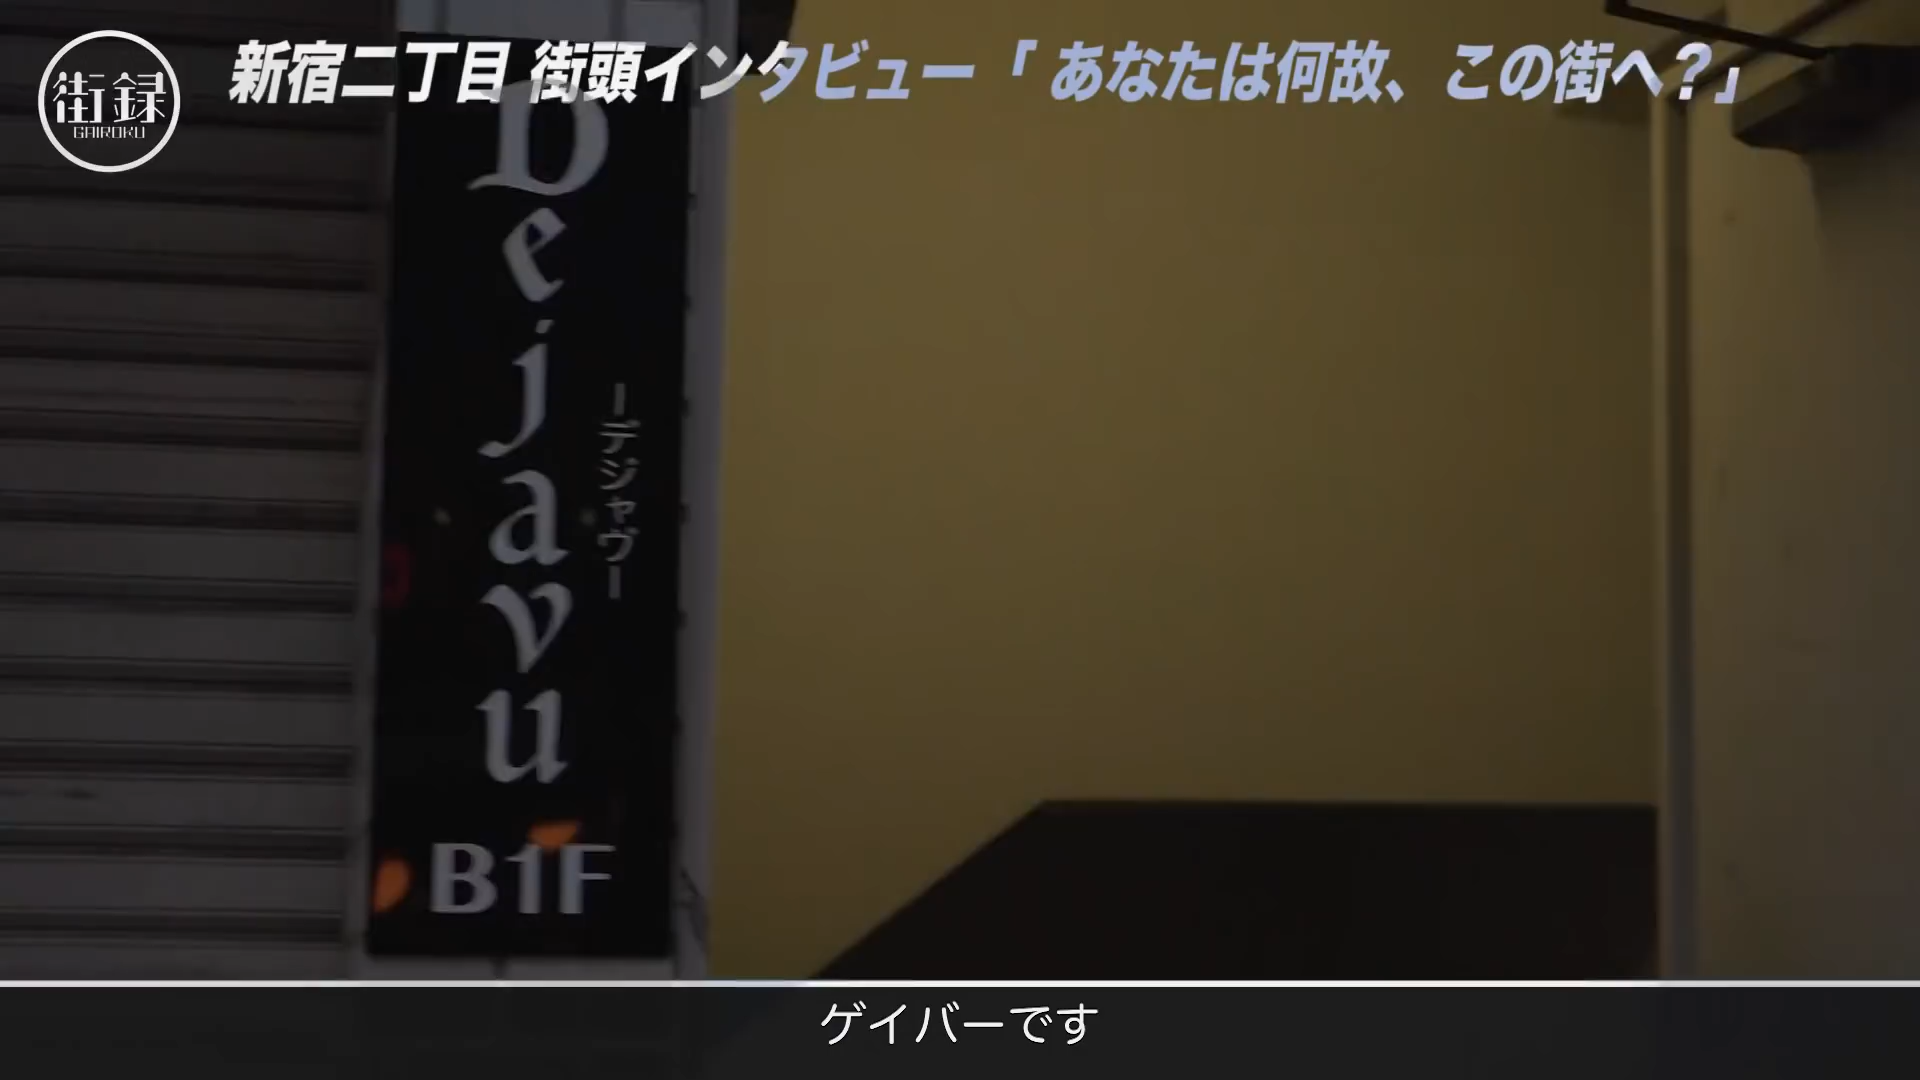 街録
GAIROKU
新宿二丁目 街頭インタビュー「あなたは何故、この街へ？」
Dejavu
ーデジャヴー
B1F
ゲイバーです